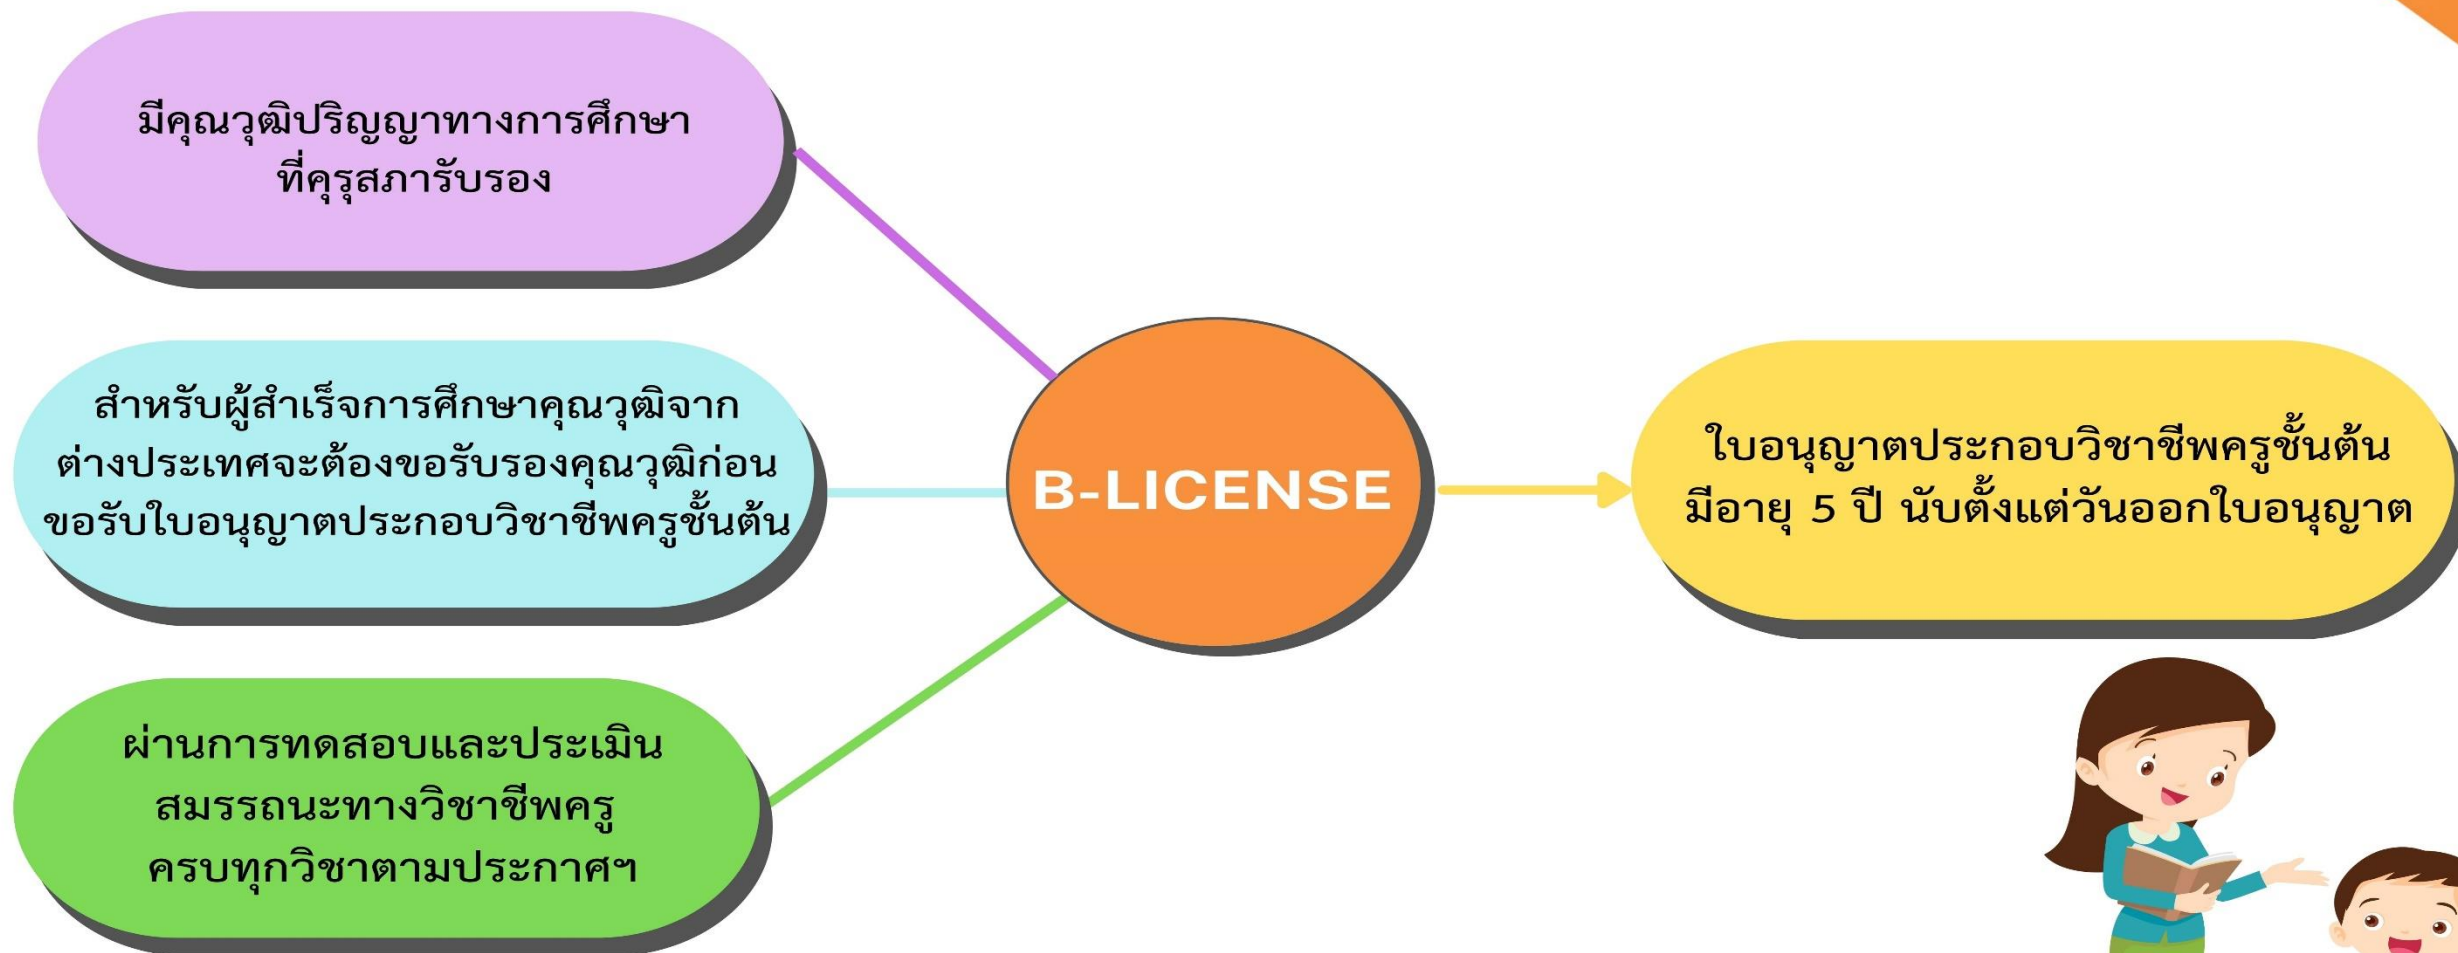 มีคุณวุฒิปริญญาทางการศึกษา
ที่คุรุสภารับรอง
สำหรับผู้สำเร็จการศึกษาคุณวุฒิจาก
ต่างประเทศจะต้องขอรับรองคุณวุฒิก่อน
ขอรับใบอนุญาตประกอบวิชาชีพครูชั้นต้น
ผ่านการทดสอบและประเมิน
สมรรถนะทางวิชาชีพครู
ครบทุกวิชาตามประกาศฯ
B-LICENSE
ใบอนุญาตประกอบวิชาชีพครูชั้นต้น
มีอายุ 5 ปี นับตั้งแต่วันออกใบอนุญาต